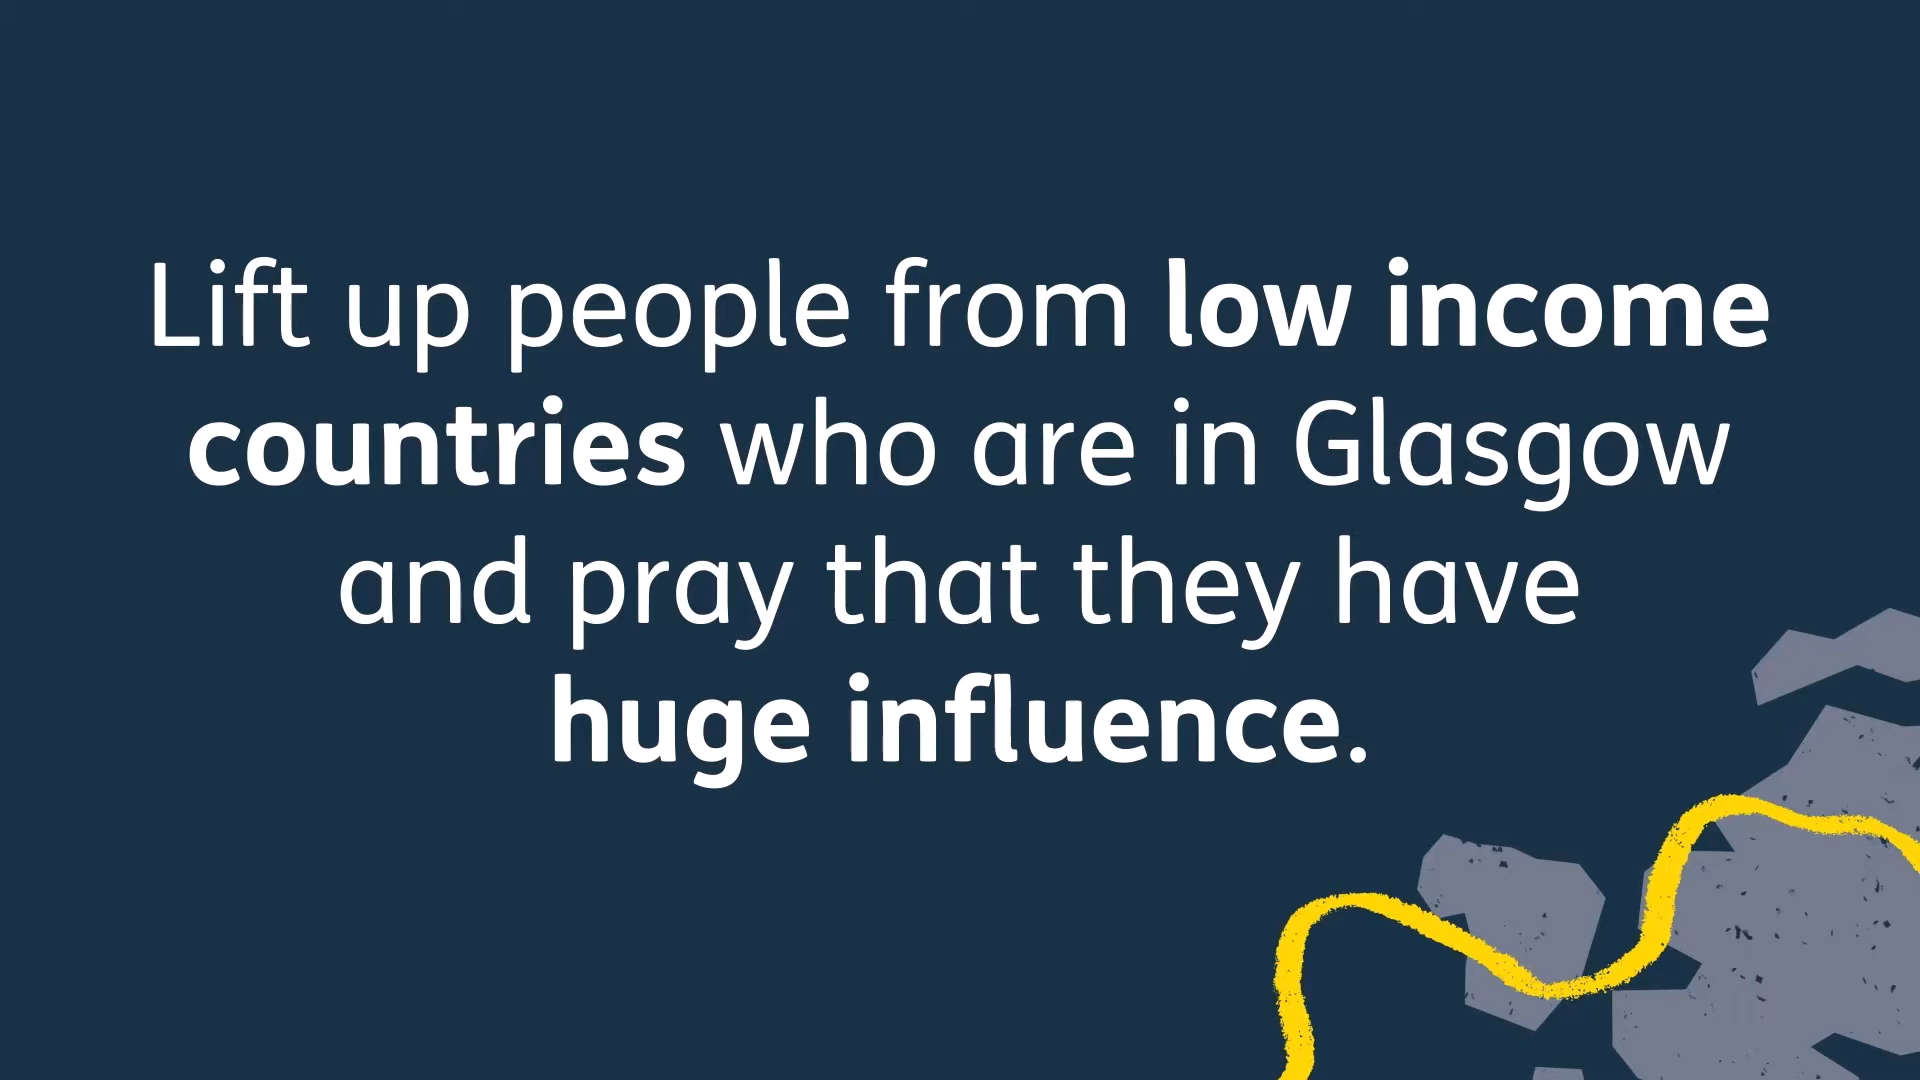 Lift up people from low income
countries who are in Glasgow
and pray that they have
huge influence.